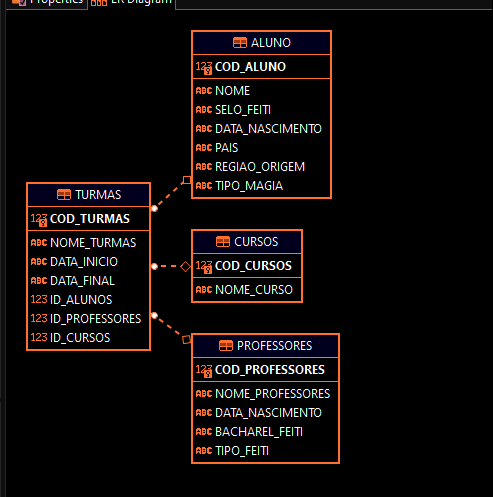 Properties
ER Diagram
ALUNO
123 COD_ALUNO
ABC NOME
ABC SELO_FEITI
ABC DATA_NASCIMENTO
ABC PAIS
ABC REGIAO_ORIGEM
ABC TIPO_MAGIA
TURMAS
123 COD_TURMAS
ABC NOME_TURMAS
ABC DATA_INICIO
ABC DATA_FINAL
123 ID_ALUNOS
123 ID_PROFESSORES
123 ID_CURSOS
CURSOS
123 COD_CURSOS
ABC NOME_CURSO
PROFESSORES
123 COD_PROFESSORES
ABC NOME_PROFESSORES
ABC DATA_NASCIMENTO
ABC BACHAREL_FEITI
ABC TIPO_FEITI